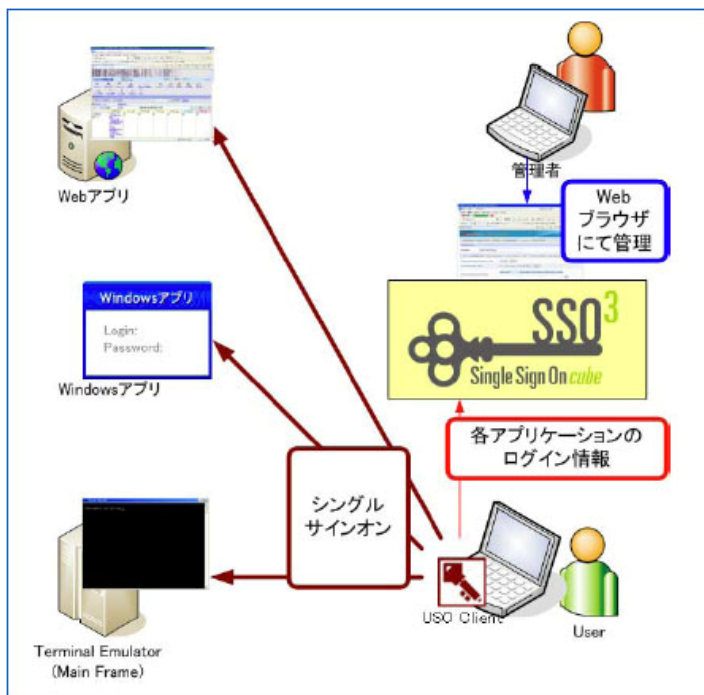 Webアプリ
管理者
Web
ブラウザ
にて管理
Windowsアプリ
Login:
Password:
Windowsアプリ
SSO3
Single Sign On cube
各アプリケーションの
ログイン情報
シングル
サインオン
USO Client
User
Terminal Emulator
(Main Frame)